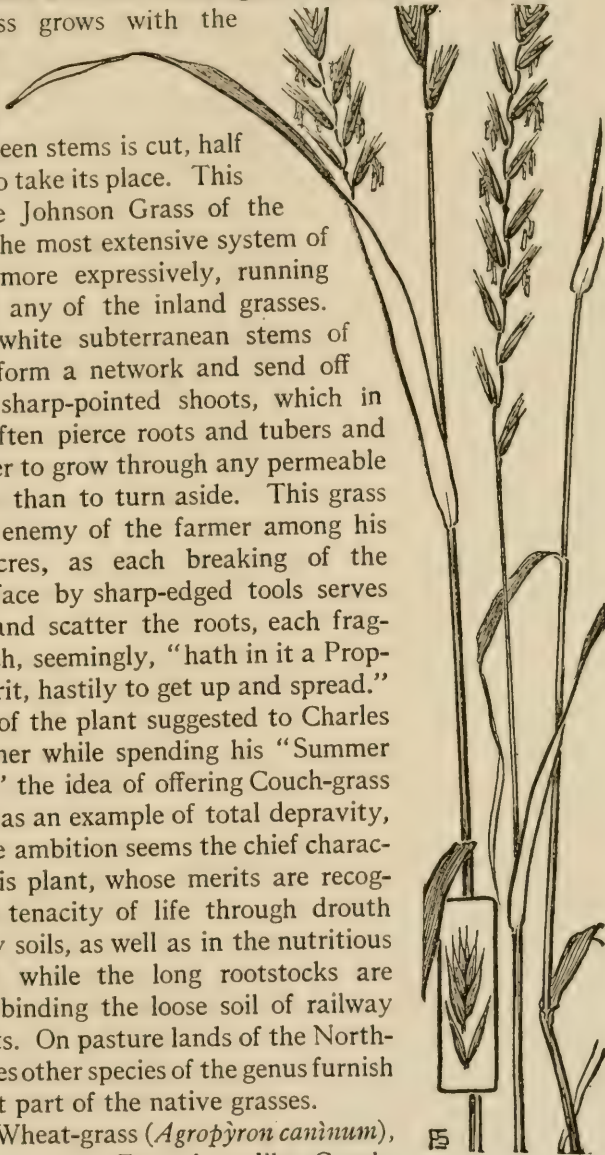 ss grows with the
een stems is cut, half
o take its place. This
e Johnson Grass of the
he most extensive system of
more expressively, running
any of the inland grasses.
white subterranean stems of
form a network and send off
sharp-pointed shoots, which in
ften pierce roots and tubers and
er to grow through any permeable
than to turn aside. This grass
enemy of the farmer among his
cres, as each breaking of the
face by sharp-edged tools serves
and scatter the roots, each frag-
h, seemingly, "hath in it a Prop-
rit, hastily to get up and spread."
of the plant suggested to Charles
ner while spending his "Summer
" the idea of offering Couch-grass
as an example of total depravity,
e ambition seems the chief charac-
is plant, whose merits are recog-
tenacity of life through drouth
y soils, as well as in the nutritious
while the long rootstocks are
binding the loose soil of railway
ts. On pasture lands of the North-
es other species of the genus furnish
t part of the native grasses.
Wheat-grass (Agropỳron canìnum),